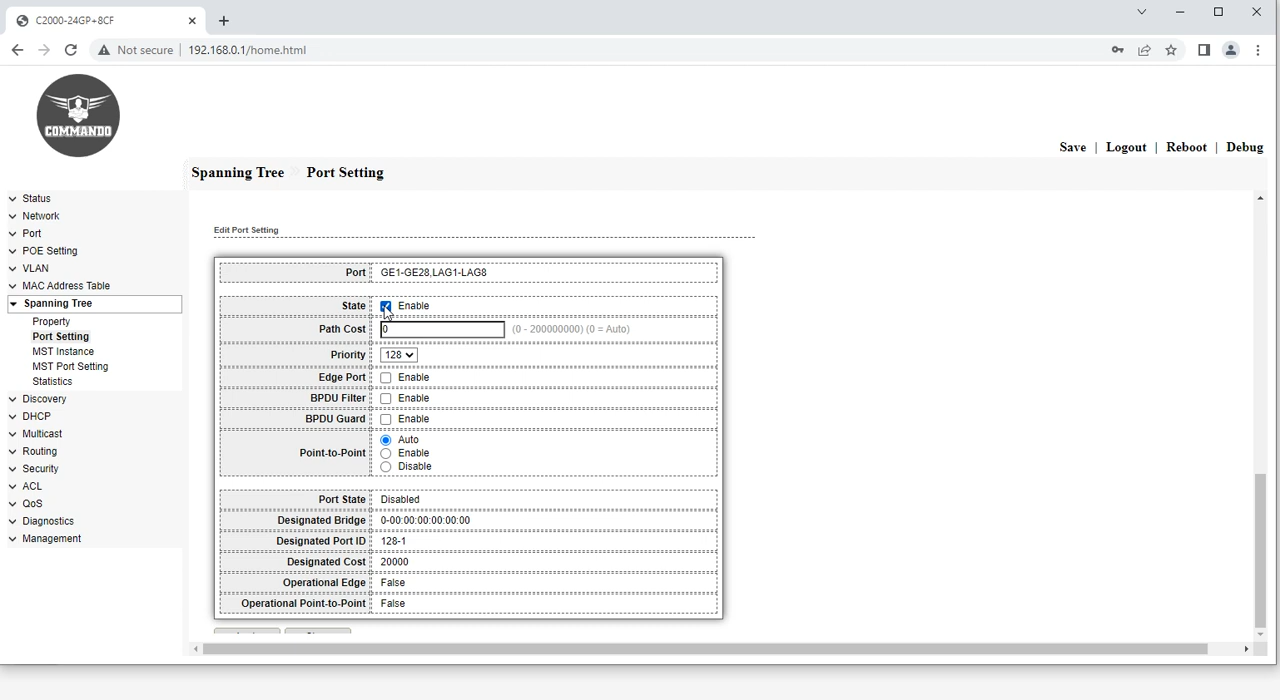 C2000-24GP+8CF
Not secure | 192.168.0.1/home.html
COMMANDO
Save | Logout | Reboot | Debug
Spanning Tree Port Setting
Status
Network
Port
POE Setting
VLAN
MAC Address Table
Spanning Tree
Property
Port Setting
MST Instance
MST Port Setting
Statistics
Discovery
DHCP
Multicast
Routing
Security
ACL
QoS
Diagnostics
Management
Edit Port Setting
Port GE1-GE28,LAG1-LAG8
State Enable
Path Cost 0 (0 - 200000000) (0 = Auto)
Priority 128
Edge Port Enable
BPDU Filter Enable
BPDU Guard Enable
Point-to-Point Auto
Enable
Disable
Port State Disabled
Designated Bridge 0-00:00:00:00:00:00
Designated Port ID 128-1
Designated Cost 20000
Operational Edge False
Operational Point-to-Point False